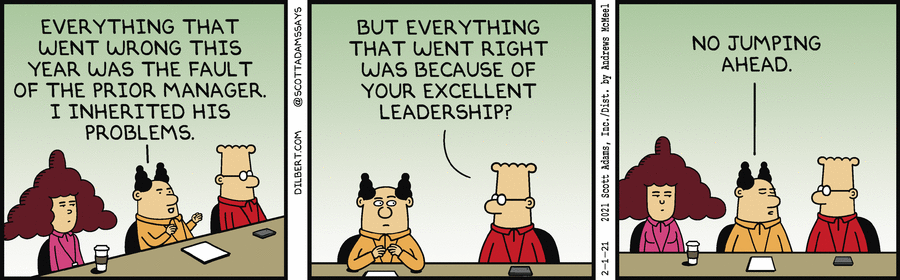 EVERYTHING THAT
WENT WRONG THIS
YEAR WAS THE FAULT
OF THE PRIOR MANAGER.
I INHERITED HIS
PROBLEMS.
DILBERT.COM @SCOTTADAMSSAYS
BUT EVERYTHING
THAT WENT RIGHT
WAS BECAUSE OF
YOUR EXCELLENT
LEADERSHIP?
2-1-21 2021 Scott Adams, Inc./Dist. by Andrews McMeel
NO JUMPING
AHEAD.